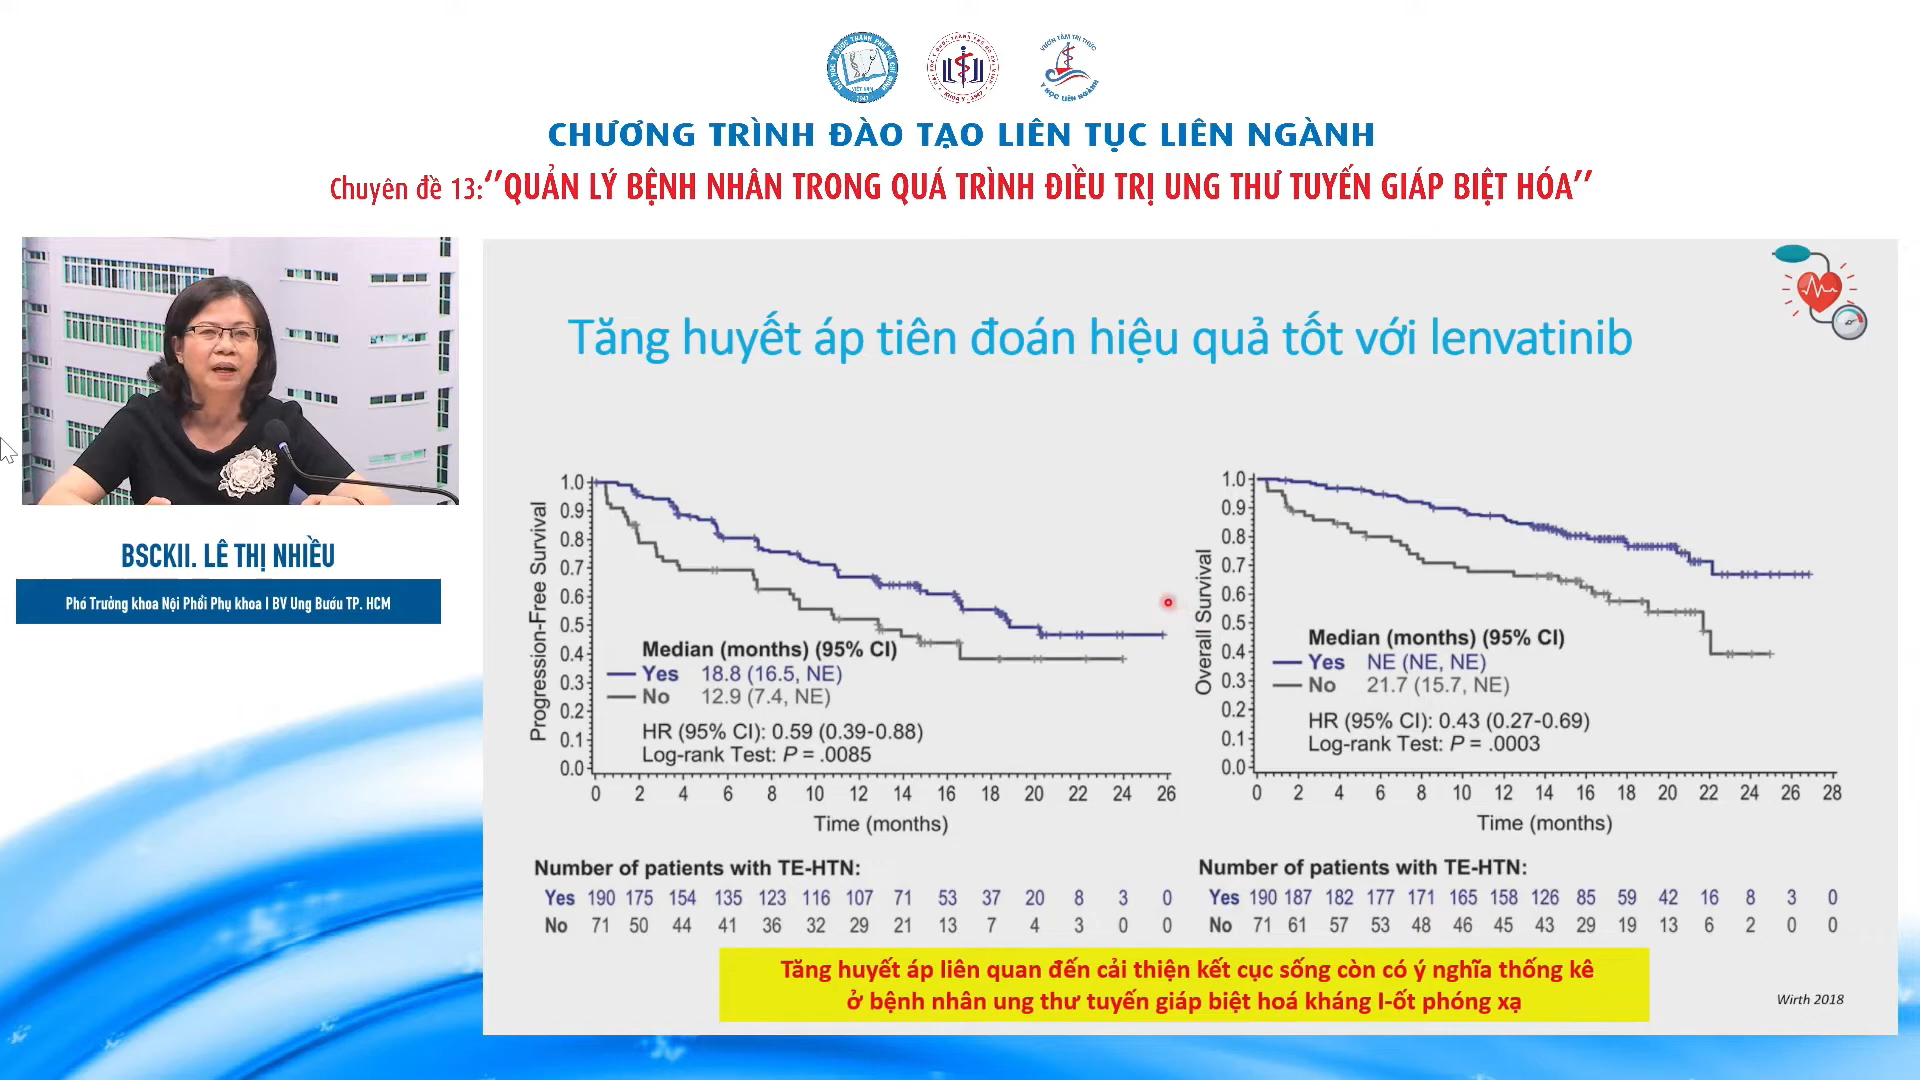 CHƯƠNG TRÌNH ĐÀO TẠO LIÊN TỤC LIÊN NGÀNH
Chuyên đề 13:‘’QUẢN LÝ BỆNH NHÂN TRONG QUÁ TRÌNH ĐIỀU TRỊ UNG THƯ TUYẾN GIÁP BIỆT HÓA’’
BSCKII. LÊ THỊ NHIỀU
Phó Trưởng khoa Nội Phổi Phụ khoa I BV Ung Bướu TP. HCM
Tăng huyết áp tiên đoán hiệu quả tốt với lenvatinib
Progression-Free Survival
1.0
0.9
0.8
0.7
0.6
0.5
0.4
0.3
0.2
0.1
0.0
Median (months) (95% CI)
Yes 18.8 (16.5, NE)
No 12.9 (7.4, NE)
HR (95% CI): 0.59 (0.39-0.88)
Log-rank Test: P = .0085
0 2 4 6 8 10 12 14 16 18 20 22 24 26
Time (months)
Number of patients with TE-HTN:
Yes 190 175 154 135 123 116 107 71 53 37 20 8 3 0
No 71 50 44 41 36 32 29 21 13 7 4 3 0 0
Overall Survival
1.0
0.9
0.8
0.7
0.6
0.5
0.4
0.3
0.2
0.1
0.0
Median (months) (95% CI)
Yes NE (NE, NE)
No 21.7 (15.7, NE)
HR (95% CI): 0.43 (0.27-0.69)
Log-rank Test: P = .0003
0 2 4 6 8 10 12 14 16 18 20 22 24 26 28
Time (months)
Number of patients with TE-HTN:
Yes 190 187 182 177 171 165 158 126 85 59 42 16 8 3 0
No 71 61 57 53 48 46 45 43 29 19 13 6 2 0 0
Tăng huyết áp liên quan đến cải thiện kết cục sống còn có ý nghĩa thống kê
ở bệnh nhân ung thư tuyến giáp biệt hoá kháng I-ốt phóng xạ
Wirth 2018